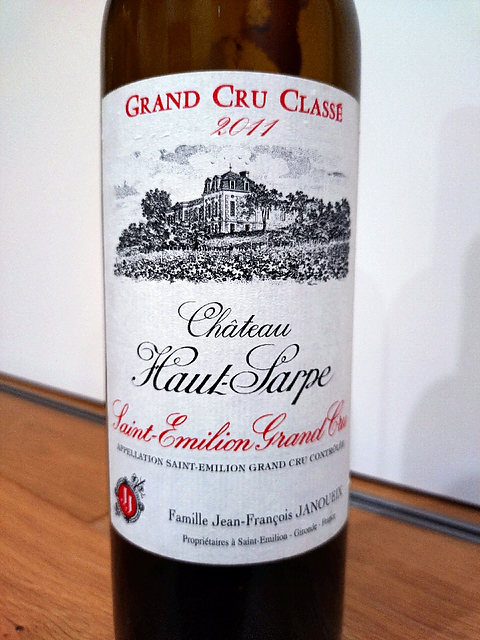 GRAND CRU CLASSÉ
2011
Château
Haut-Sarpe
Saint-Emilion Grand Cru
APPELLATION SAINT-EMILION GRAND CRU CONTRÔLÉE
JJ
Famille Jean-François JANOUEIX
Propriétaires à Saint-Emilion - Gironde - France